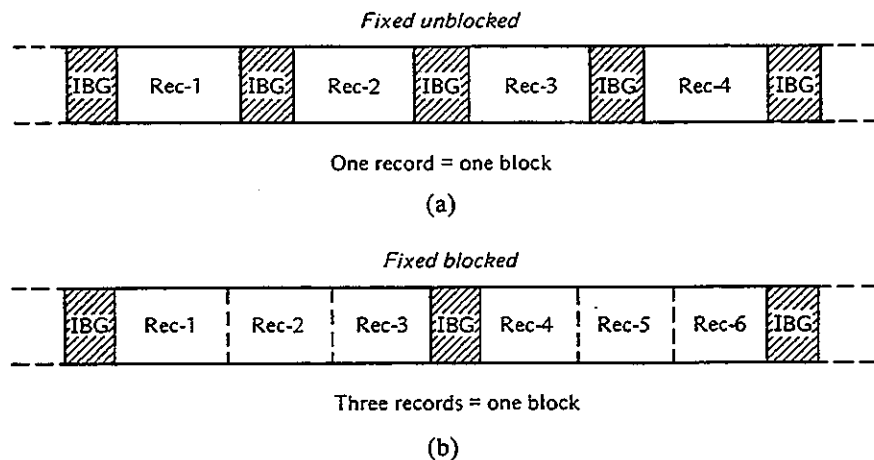 Fixed unblocked
IBG Rec-1 IBG Rec-2 IBG Rec-3 IBG Rec-4 IBG
One record = one block
(a)
Fixed blocked
IBG Rec-1 Rec-2 Rec-3 IBG Rec-4 Rec-5 Rec-6 IBG
Three records = one block
(b)